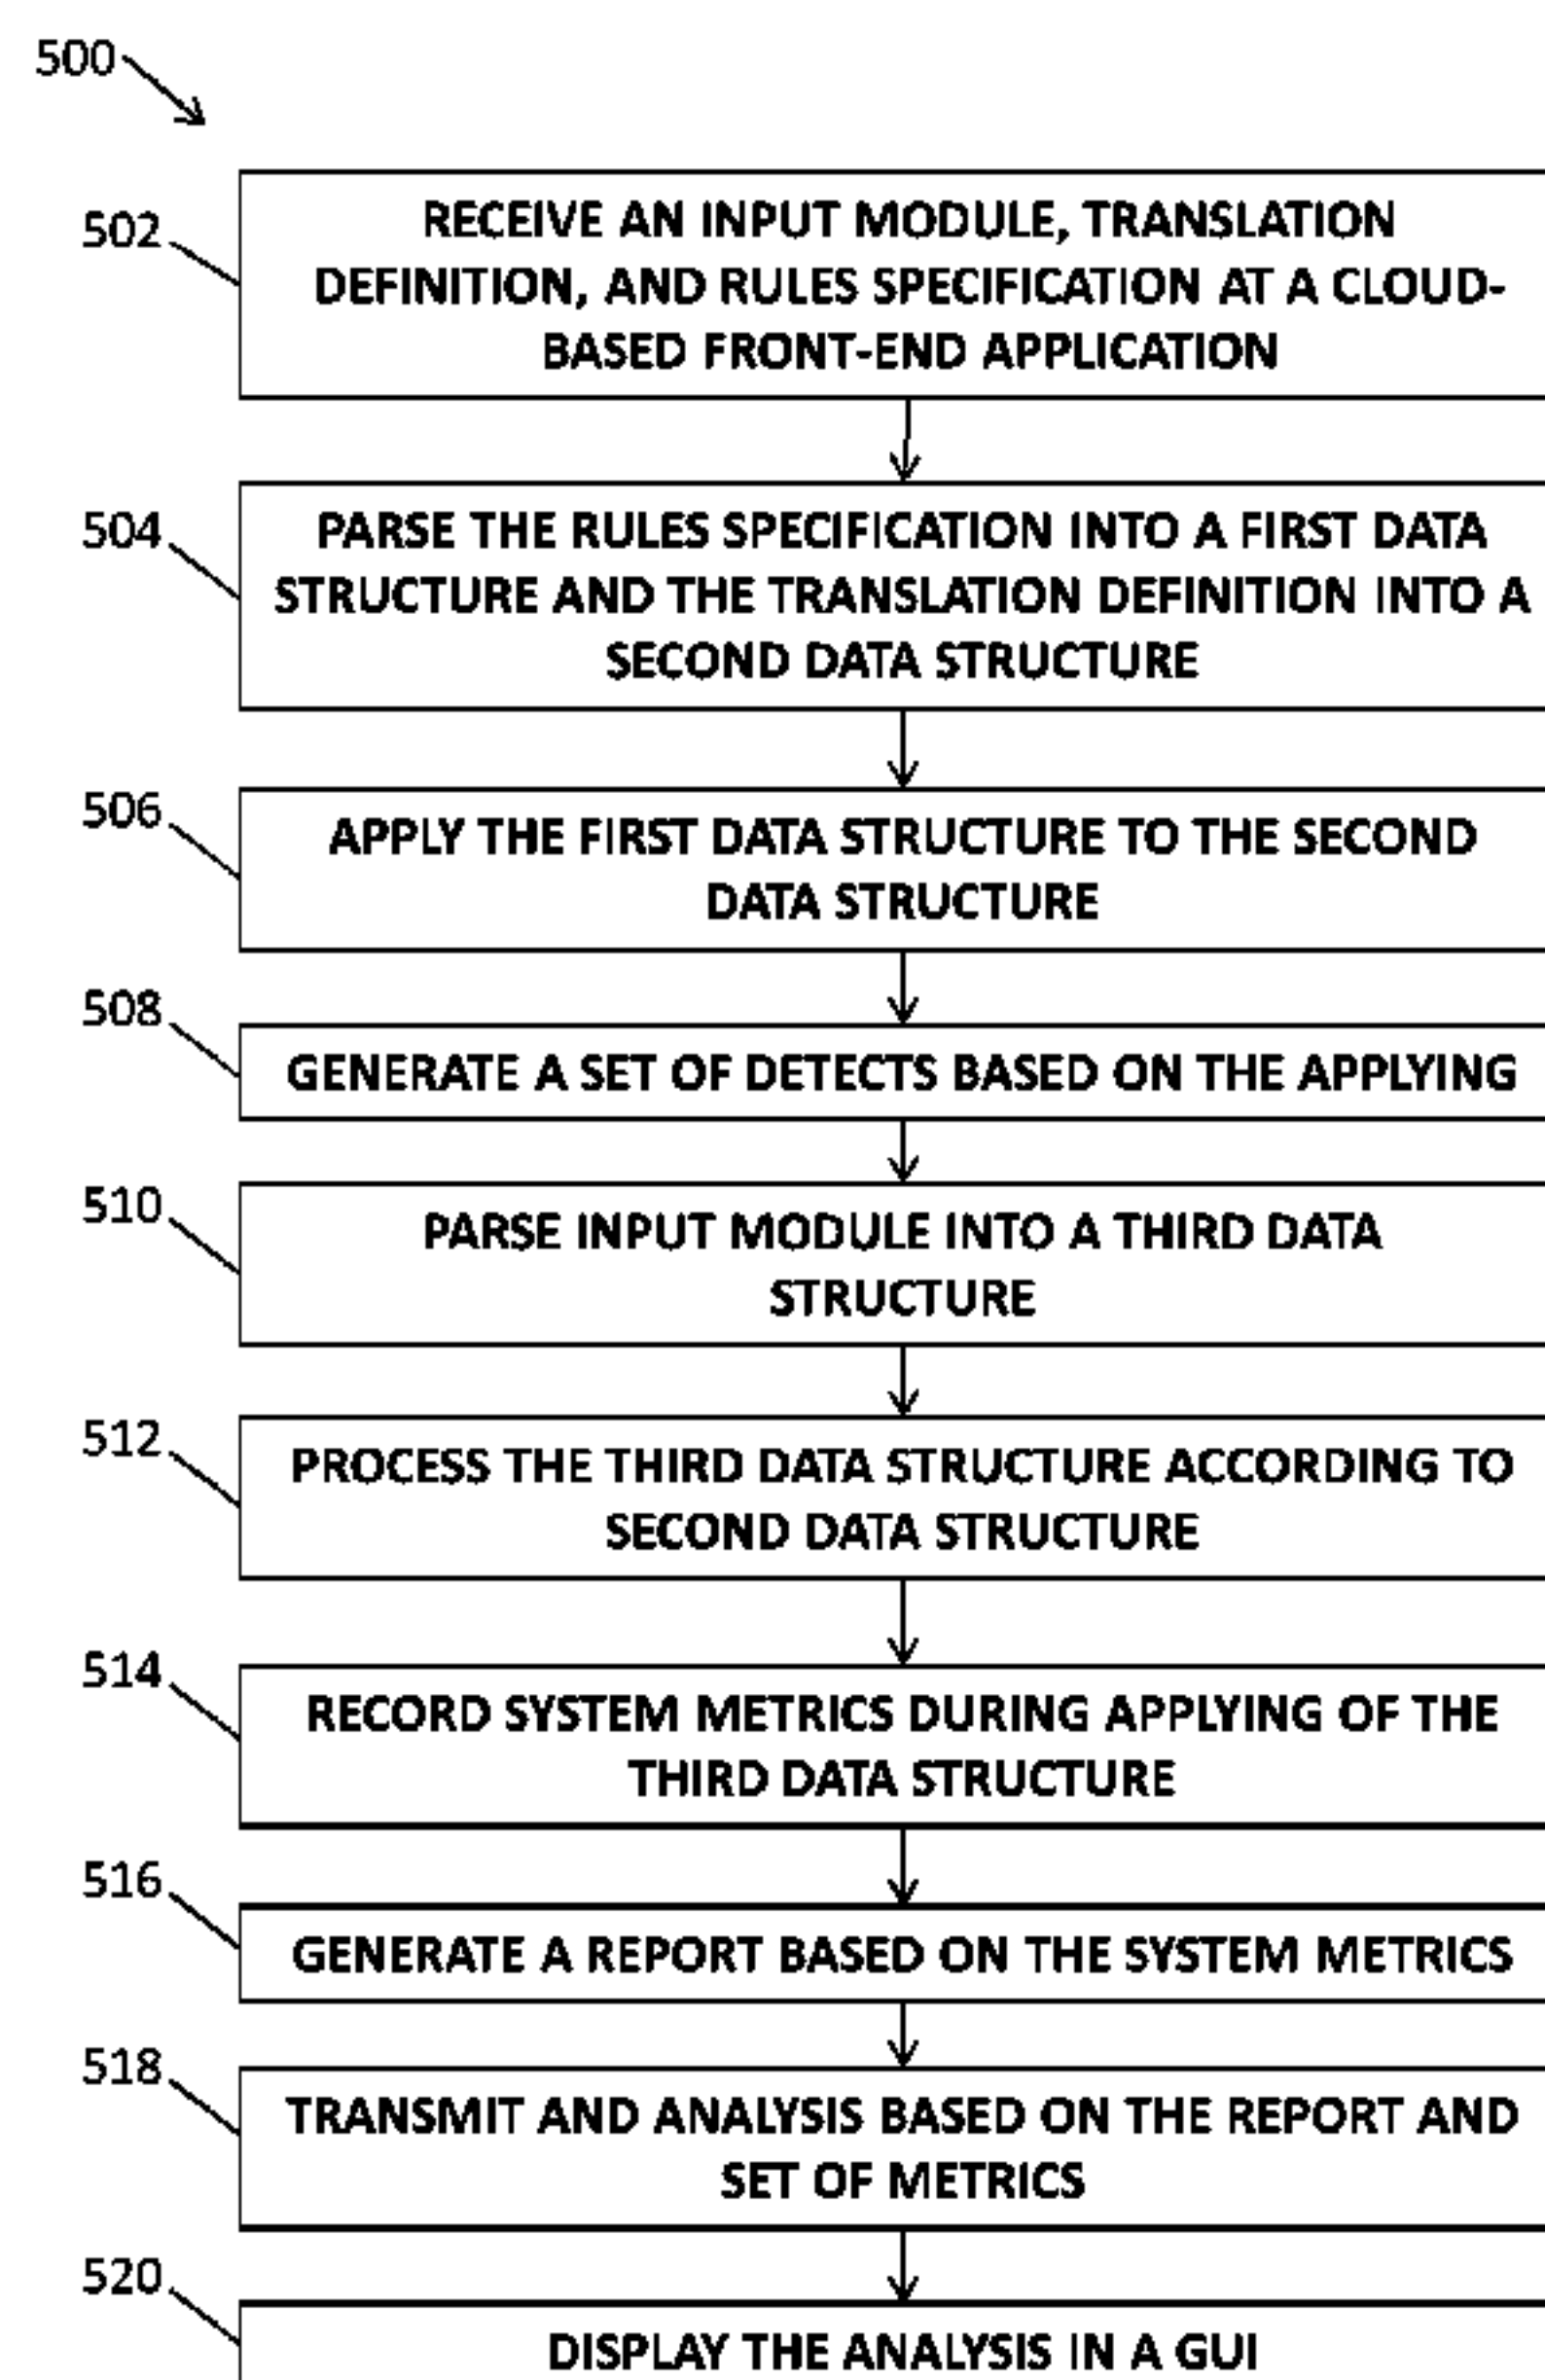 500
502
RECEIVE AN INPUT MODULE, TRANSLATION
DEFINITION, AND RULES SPECIFICATION AT A CLOUD-
BASED FRONT-END APPLICATION
504
PARSE THE RULES SPECIFICATION INTO A FIRST DATA
STRUCTURE AND THE TRANSLATION DEFINITION INTO A
SECOND DATA STRUCTURE
506
APPLY THE FIRST DATA STRUCTURE TO THE SECOND
DATA STRUCTURE
508
GENERATE A SET OF DETECTS BASED ON THE APPLYING
510
PARSE INPUT MODULE INTO A THIRD DATA
STRUCTURE
512
PROCESS THE THIRD DATA STRUCTURE ACCORDING TO
SECOND DATA STRUCTURE
514
RECORD SYSTEM METRICS DURING APPLYING OF THE
THIRD DATA STRUCTURE
516
GENERATE A REPORT BASED ON THE SYSTEM METRICS
518
TRANSMIT AND ANALYSIS BASED ON THE REPORT AND
SET OF METRICS
520
DISPLAY THE ANALYSIS IN A GUI